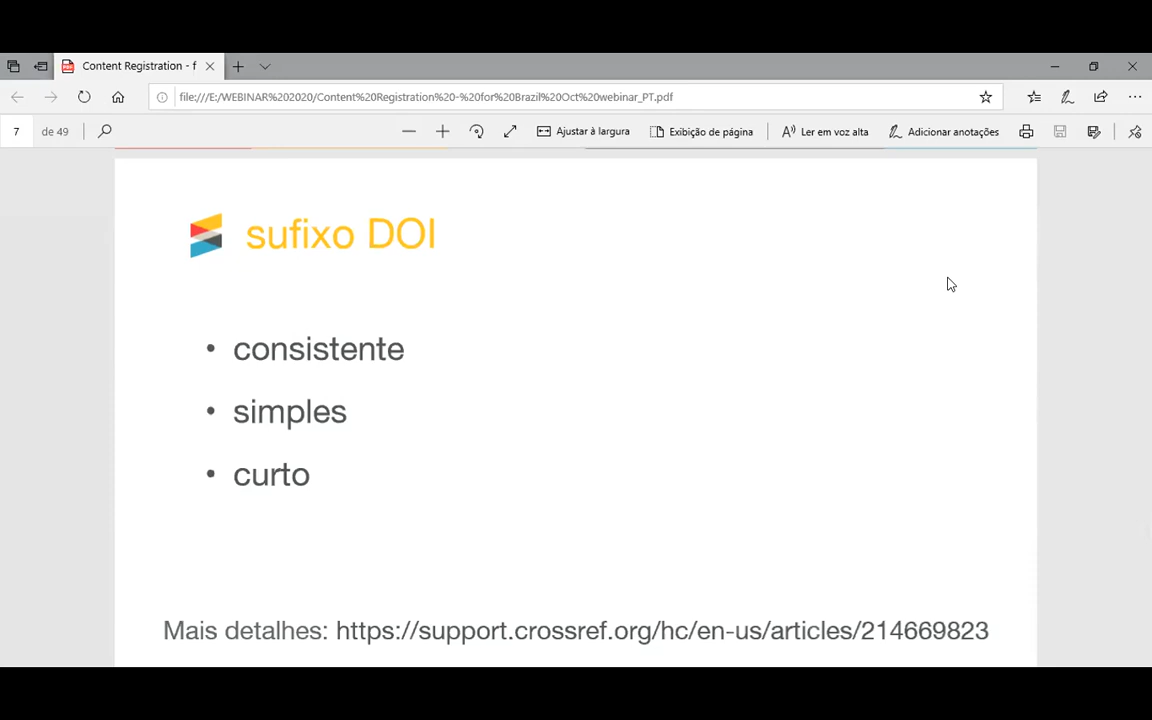 Content Registration - f
file:///E:/WEBINAR%202020/Content%20Registration%20-%20for%20Brazil%20Oct%20webinar_PT.pdf
7 de 49 Ajustar à largura Exibição de página Ler em voz alta Adicionar anotações
sufixo DOI
• consistente
• simples
• curto
Mais detalhes: https://support.crossref.org/hc/en-us/articles/214669823